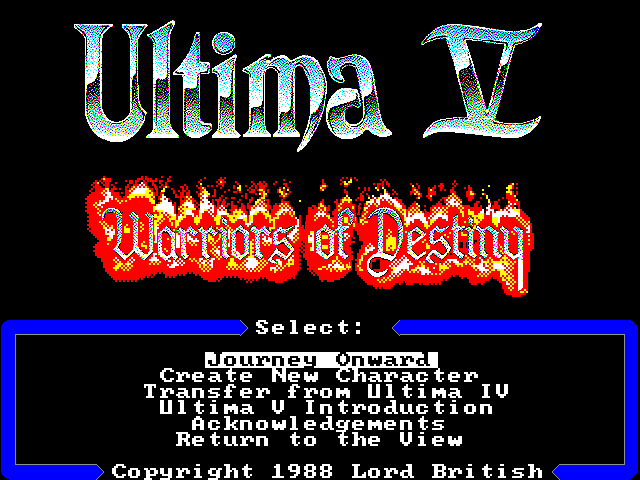 Ultima V
Warriors of Destiny
Select:
Journey Onward
Create New Character
Transfer from Ultima IV
Ultima V Introduction
Acknowledgements
Return to the View
Copyright 1988 Lord British